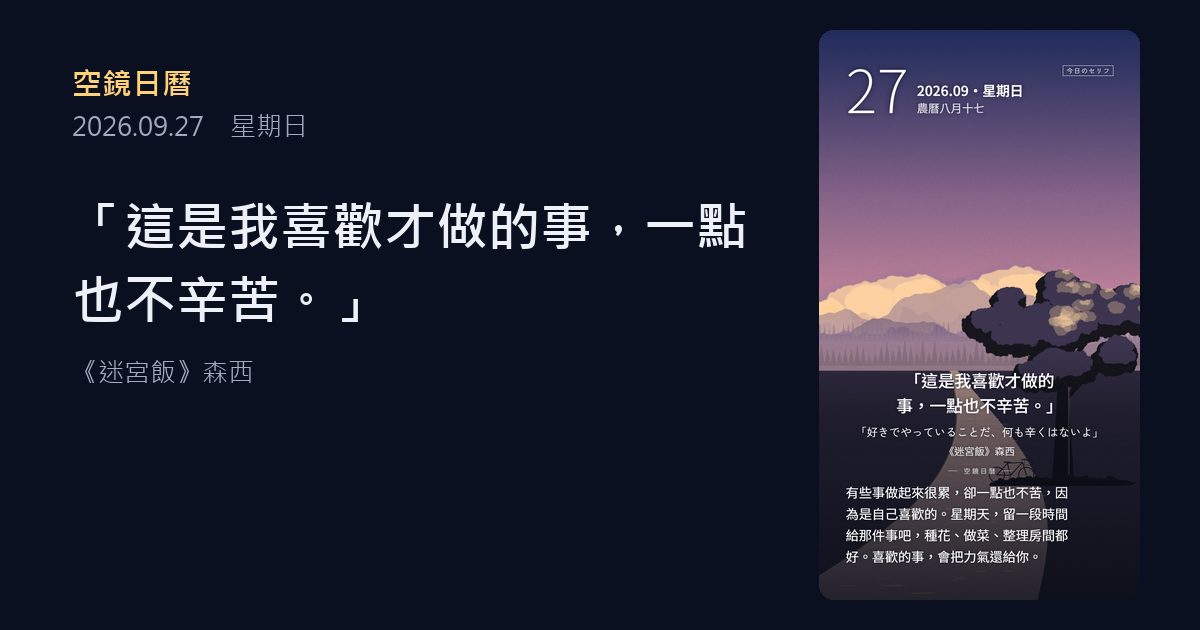 空鏡日曆
2026.09.27 星期日
「這是我喜歡才做的事，一點
也不辛苦。」
《迷宮飯》森西
27
2026.09・星期日
農曆八月十七
今日のセリフ
「這是我喜歡才做的
事，一點也不辛苦。」
「好きでやっていることだ、何も辛くはないよ」
《迷宮飯》森西
— 空鏡日曆
有些事做起來很累，卻一點也不苦，因
為是自己喜歡的。星期天，留一段時間
給那件事吧，種花、做菜、整理房間都
好。喜歡的事，會把力氣還給你。